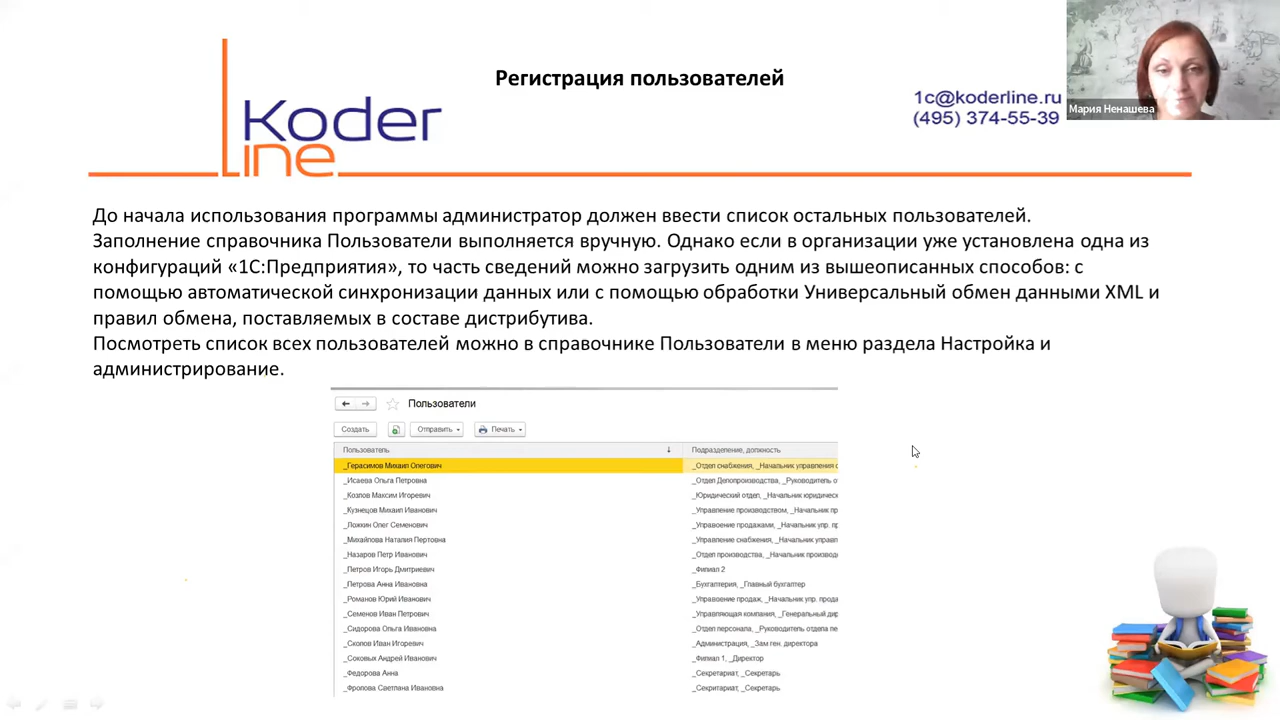 Регистрация пользователей
Koder
line
1c@koderline.ru
(495) 374-55-39
Мария Ненашева
До начала использования программы администратор должен ввести список остальных пользователей.
Заполнение справочника Пользователи выполняется вручную. Однако если в организации уже установлена одна из
конфигураций «1С:Предприятия», то часть сведений можно загрузить одним из вышеописанных способов: с
помощью автоматической синхронизации данных или с помощью обработки Универсальный обмен данными XML и
правил обмена, поставляемых в составе дистрибутива.
Посмотреть список всех пользователей можно в справочнике Пользователи в меню раздела Настройка и
администрирование.
Пользователи
Создать Отправить Печать
Пользователь Подразделение, должность
_Герасимов Михаил Олегович _Отдел снабжения, _Начальник управления с
_Исаева Ольга Петровна _Отдел Делопроизводства, _Руководитель о
_Козлов Максим Игоревич _Юридический отдел, _Начальник юридическ
_Кузнецов Михаил Иванович _Управление производством, _Начальник пр
_Ложкин Олег Семенович _Управоение продажами, _Начальник упр. пр
_Михайлова Наталия Пертовна _Управление снабжения, _Начальник управл
_Назаров Петр Иванович _Отдел производства, _Начальник производ
_Петров Игорь Дмитриевич _Филиал 2
_Петрова Анна Ивановна _Бухгалтерия, _Главный бухгалтер
_Романов Юрий Иванович _Управоение продаж, _Начальник упр. прода
_Семенов Иван Петрович _Управляющая компания, _Генеральный дир
_Сидорова Ольга Ивановна _Отдел персонала, _Руководитель отдела пе
_Скопов Иван Игоревич _Администрация, _Зам ген. директора
_Соковых Андрей Иванович _Филиал 1, _Директор
_Федорова Анна _Секретариат, _Секретарь
_Фролова Светлана Ивановна _Секритариат, _Секретарь